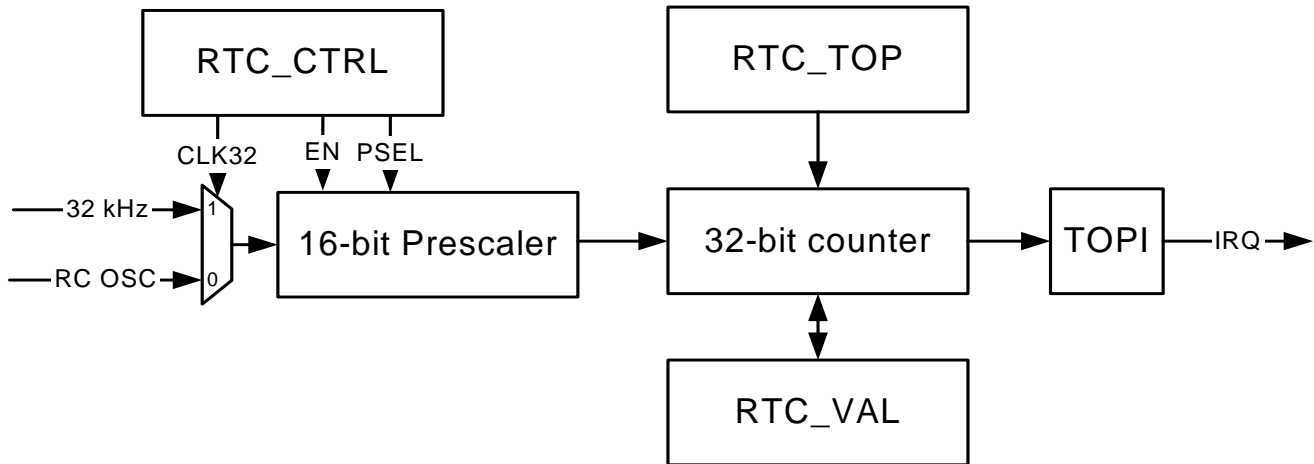 RTC_CTRL
RTC_TOP
CLK32
EN
PSEL
32 kHz
1
16-bit Prescaler
32-bit counter
TOPI
IRQ
RC OSC
0
RTC_VAL